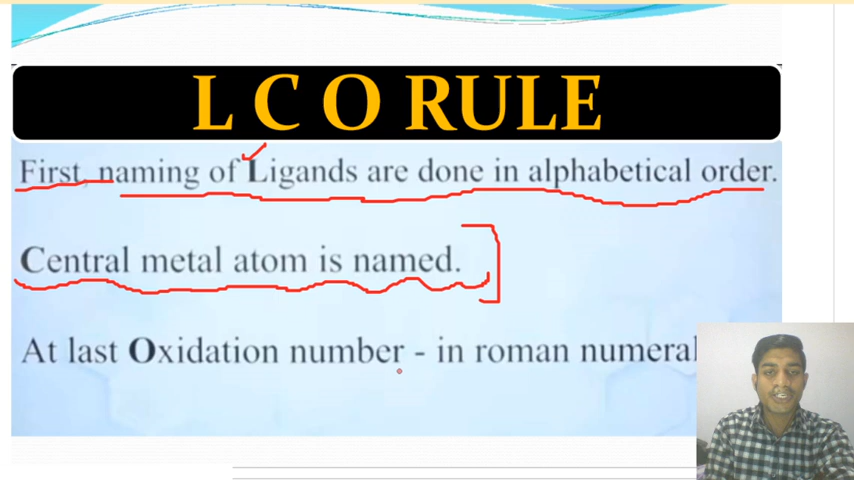 L C O RULE
First, naming of Ligands are done in alphabetical order.
Central metal atom is named.
At last Oxidation number - in roman numeral